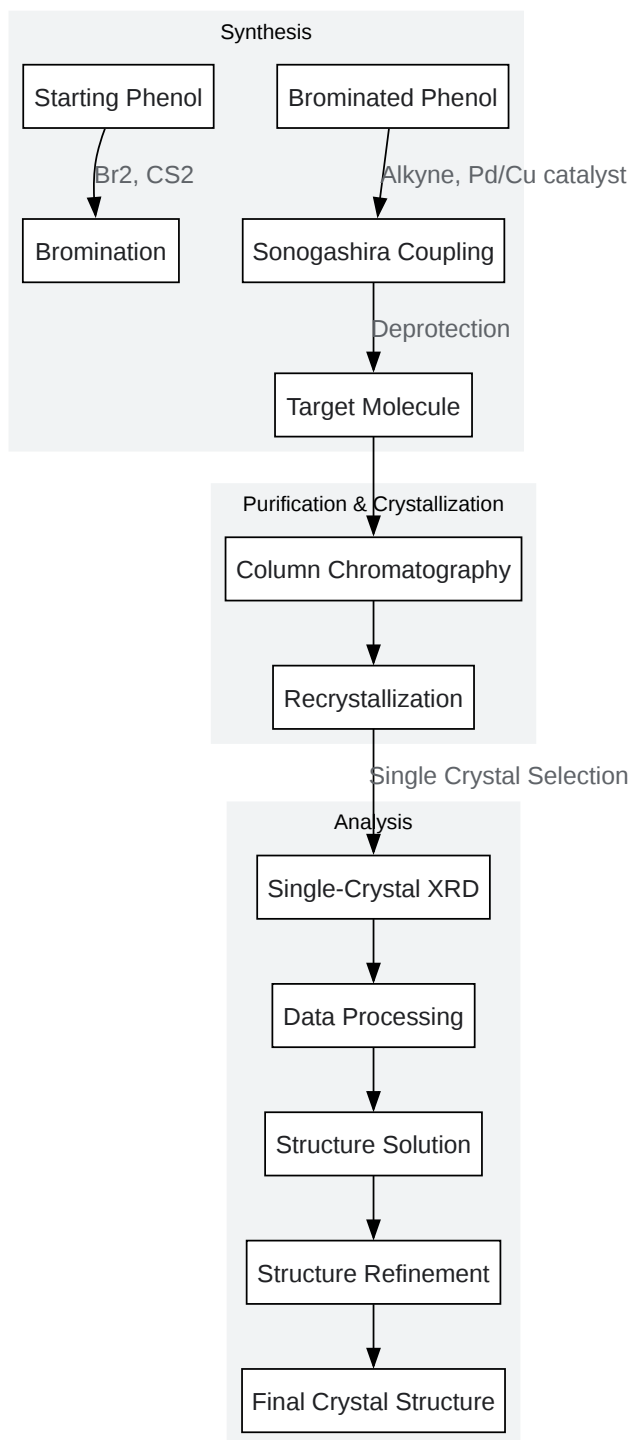 Synthesis
Starting Phenol
Brominated Phenol
Br2, CS2
Alkyne, Pd/Cu catalyst
Bromination
Sonogashira Coupling
Deprotection
Target Molecule
Purification & Crystallization
Column Chromatography
Recrystallization
Single Crystal Selection
Analysis
Single-Crystal XRD
Data Processing
Structure Solution
Structure Refinement
Final Crystal Structure